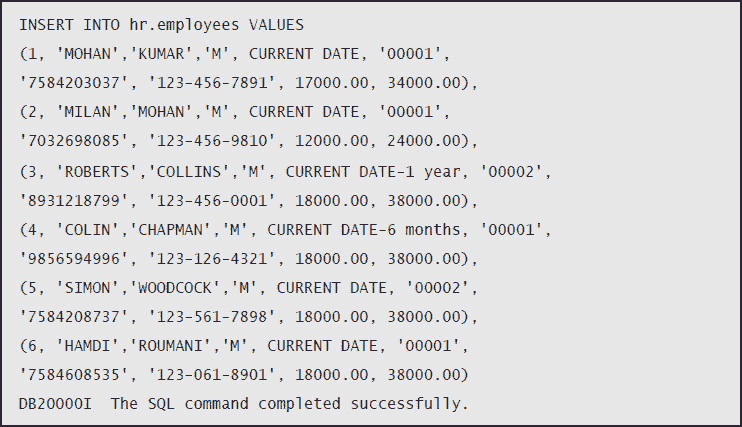 INSERT INTO hr.employees VALUES
(1, 'MOHAN','KUMAR','M', CURRENT DATE, '00001',
'7584203037', '123-456-7891', 17000.00, 34000.00),
(2, 'MILAN','MOHAN','M', CURRENT DATE, '00001',
'7032698085', '123-456-9810', 12000.00, 24000.00),
(3, 'ROBERTS','COLLINS','M', CURRENT DATE-1 year, '00002',
'8931218799', '123-456-0001', 18000.00, 38000.00),
(4, 'COLIN','CHAPMAN','M', CURRENT DATE-6 months, '00001',
'9856594996', '123-126-4321', 18000.00, 38000.00),
(5, 'SIMON','WOODCOCK','M', CURRENT DATE, '00002',
'7584208737', '123-561-7898', 18000.00, 38000.00),
(6, 'HAMDI','ROUMANI','M', CURRENT DATE, '00001',
'7584608535', '123-061-8901', 18000.00, 38000.00)
DB20000I  The SQL command completed successfully.